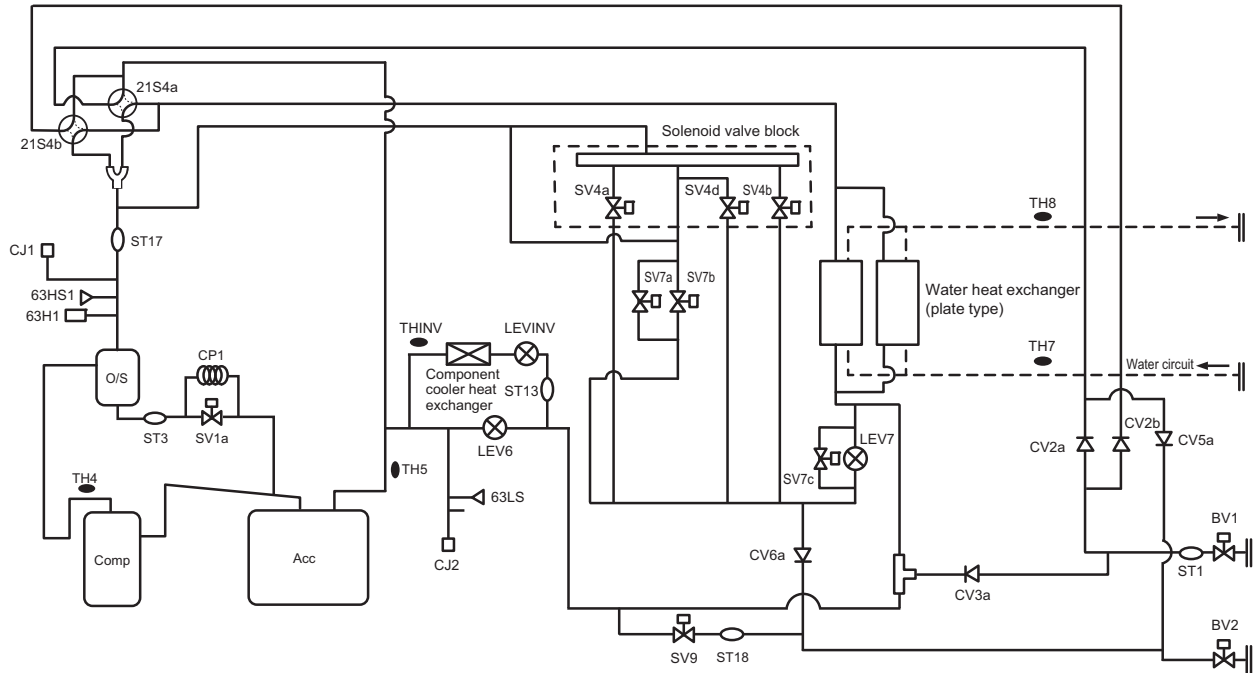 21S4a
21S4b
Solenoid valve block
SV4a
SV4d
SV4b
TH8
CJ1
ST17
SV7a
SV7b
63HS1
63H1
Water heat exchanger
(plate type)
THINV
LEVINV
CP1
O/S
Component
cooler heat
exchanger
ST13
TH7
Water circuit
ST3
SV1a
LEV6
LEV7
SV7c
CV2a
CV2b
CV5a
TH4
TH5
63LS
BV1
Comp
Acc
CJ2
CV6a
CV3a
ST1
BV2
SV9
ST18